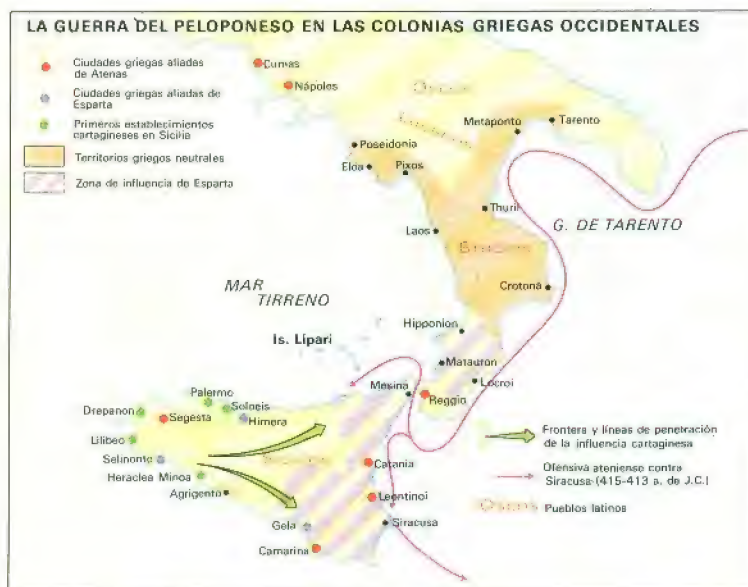 LA GUERRA DEL PELOPONESO EN LAS COLONIAS GRIEGAS OCCIDENTALES
Ciudades griegas aliadas
de Atenas
Ciudades griegas aliadas de
Esparta
Primeros establecimientos
cartagineses en Sicilia
Territorios griegos neutrales
Zona de influencia de Esparta
Cumas
Nápoles
Metaponto
Tarento
Poseidonia
Elea
Pixos
Thurii
Laos
G. DE TARENTO
MAR
TIRRENO
Crotona
Hipponion
Is. Lípari
Matauron
Mesina
Locroi
Reggio
Palermo
Drepanon
Soloeis
Segesta
Himera
Lilibeo
Selinonte
Heraclea Minoa
Agrigento
Catania
Leontinoi
Gela
Siracusa
Camarina
Frontera y líneas de penetración
de la influencia cartaginesa
Ofensiva ateniense contra
Siracusa (415-413 a. de J.C.)
Pueblos latinos